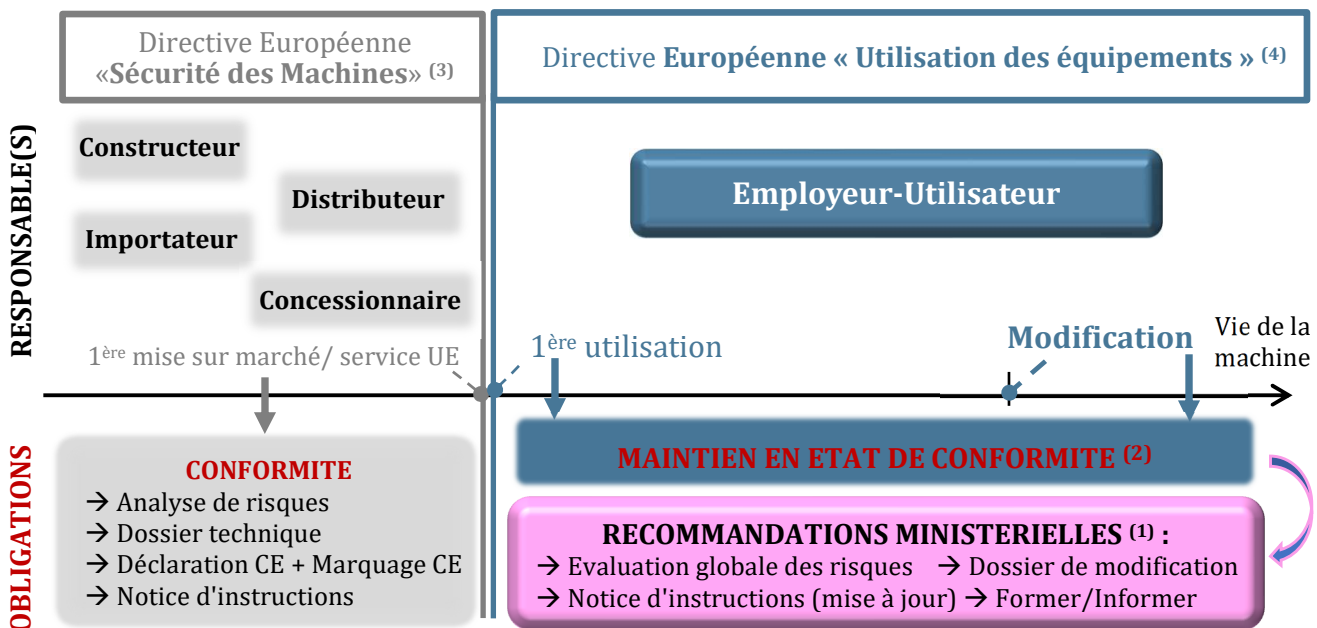 Directive Européenne
«Sécurité des Machines» (3)
Directive Européenne « Utilisation des équipements » (4)
RESPONSABLE(S)
Constructeur
Distributeur
Importateur
Concessionnaire
Employeur-Utilisateur
1ère mise sur marché/ service UE
1ère utilisation
Modification
Vie de la
machine
OBLIGATIONS
CONFORMITE
→ Analyse de risques
→ Dossier technique
→ Déclaration CE + Marquage CE
→ Notice d'instructions
MAINTIEN EN ETAT DE CONFORMITE (2)
RECOMMANDATIONS MINISTERIELLES (1) :
→ Evaluation globale des risques → Dossier de modification
→ Notice d'instructions (mise à jour) → Former/Informer